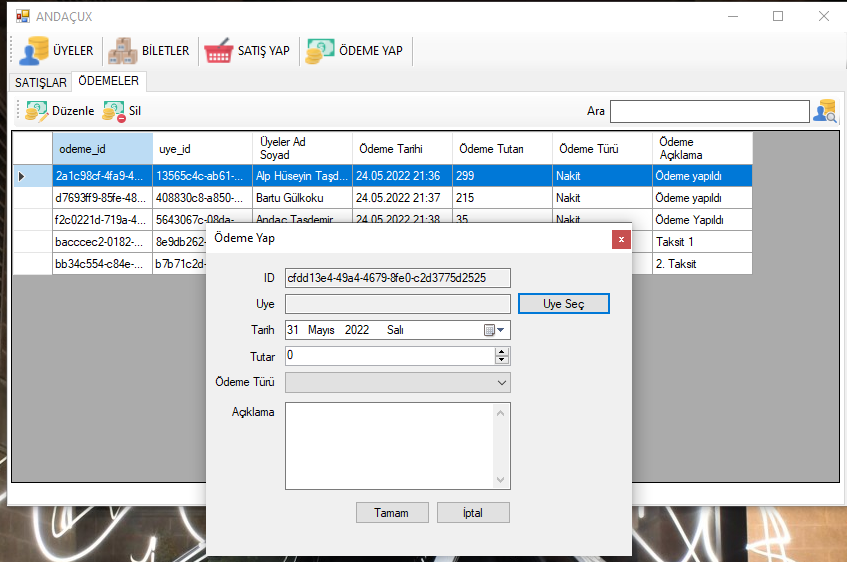 ANDAÇUX
ÜYELER BİLETLER SATIŞ YAP ÖDEME YAP
SATIŞLAR ÖDEMELER
Düzenle Sil Ara
odeme_id uye_id Üyeler Ad Soyad Ödeme Tarihi Ödeme Tutarı Ödeme Türü Ödeme Açıklama
2a1c98cf-4fa9-4... 13565c4c-ab61-... Alp Hüseyin Taşd... 24.05.2022 21:36 299 Nakit Ödeme yapıldı
d7693ff9-85fe-48... 408830c8-a850-... Bartu Gülkoku 24.05.2022 21:37 215 Nakit Ödeme yapıldı
f2c0221d-719a-4... 5643067c-08da-... Andaç Taşdemir 24.05.2022 21:38 35 Nakit Ödeme Yapıldı
bacccec2-0182-... 8e9db262- Taksit 1
bb34c554-c84e-... b7b71c2d- 2. Taksit
Ödeme Yap
x
ID cfdd13e4-49a4-4679-8fe0-c2d3775d2525
Uye Uye Seç
Tarih 31 Mayıs 2022 Salı
Tutar 0
Ödeme Türü
Açıklama
Tamam İptal